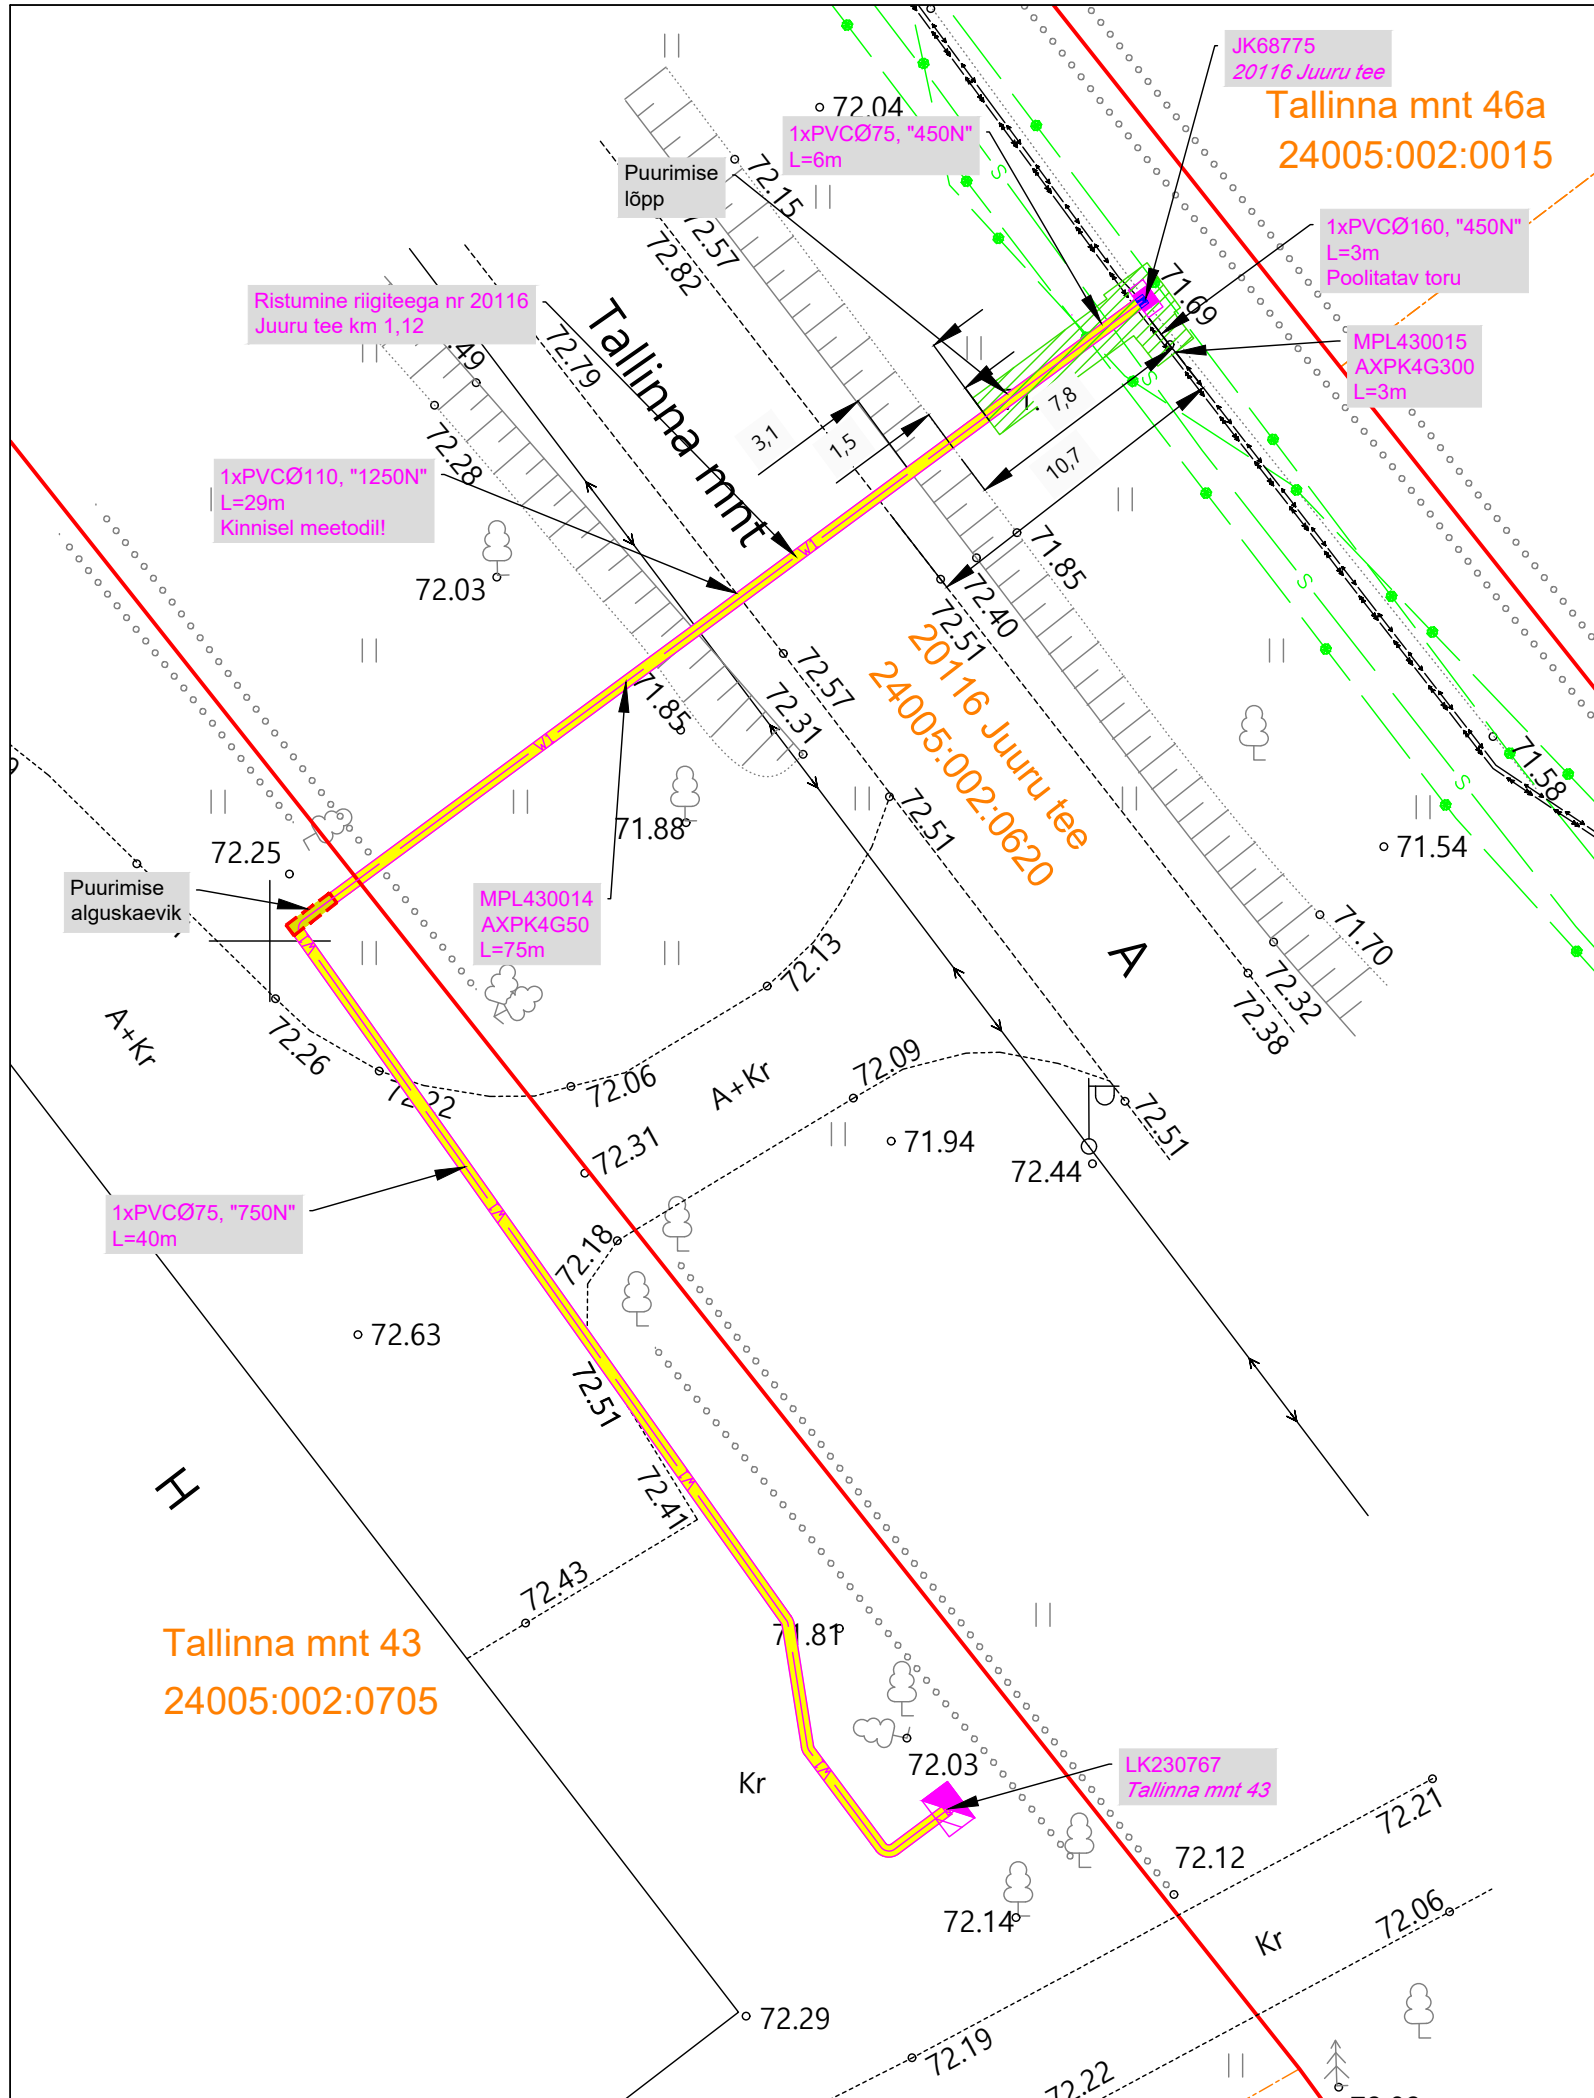 JK68775
20116 Juuru tee
Tallinna mnt 46a
24005:002:0015
72.04
1xPVCØ75, "450N"
L=6m
Puurimise
lõpp
72.15
72.57
72.82
1xPVCØ160, "450N"
L=3m
Poolitatav toru
71.69
Ristumine riigiteega nr 20116
Juuru tee km 1,12
Tallinna mnt
72.79
MPL430015
AXPK4G300
L=3m
7,8
3,1
1,5
10,7
72.28
1xPVCØ110, "1250N"
L=29m
Kinnisel meetodil!
72.03
71.85
72.40
72.51
20116 Juuru tee
24005:002:0620
72.57
72.31
71.85
71.88
72.51
71.58
71.54
72.25
Puurimise
alguskaevik
MPL430014
AXPK4G50
L=75m
71.70
72.32
72.38
A
72.13
A+Kr
72.26
72.22
72.06
A+Kr
72.09
72.51
71.94
72.44
72.31
1xPVCØ75, "750N"
L=40m
72.18
72.63
72.51
72.41
H
72.43
Tallinna mnt 43
24005:002:0705
71.81
72.03
Kr
LK230767
Tallinna mnt 43
72.21
72.12
72.14
72.06
Kr
72.29
72.19
72.22